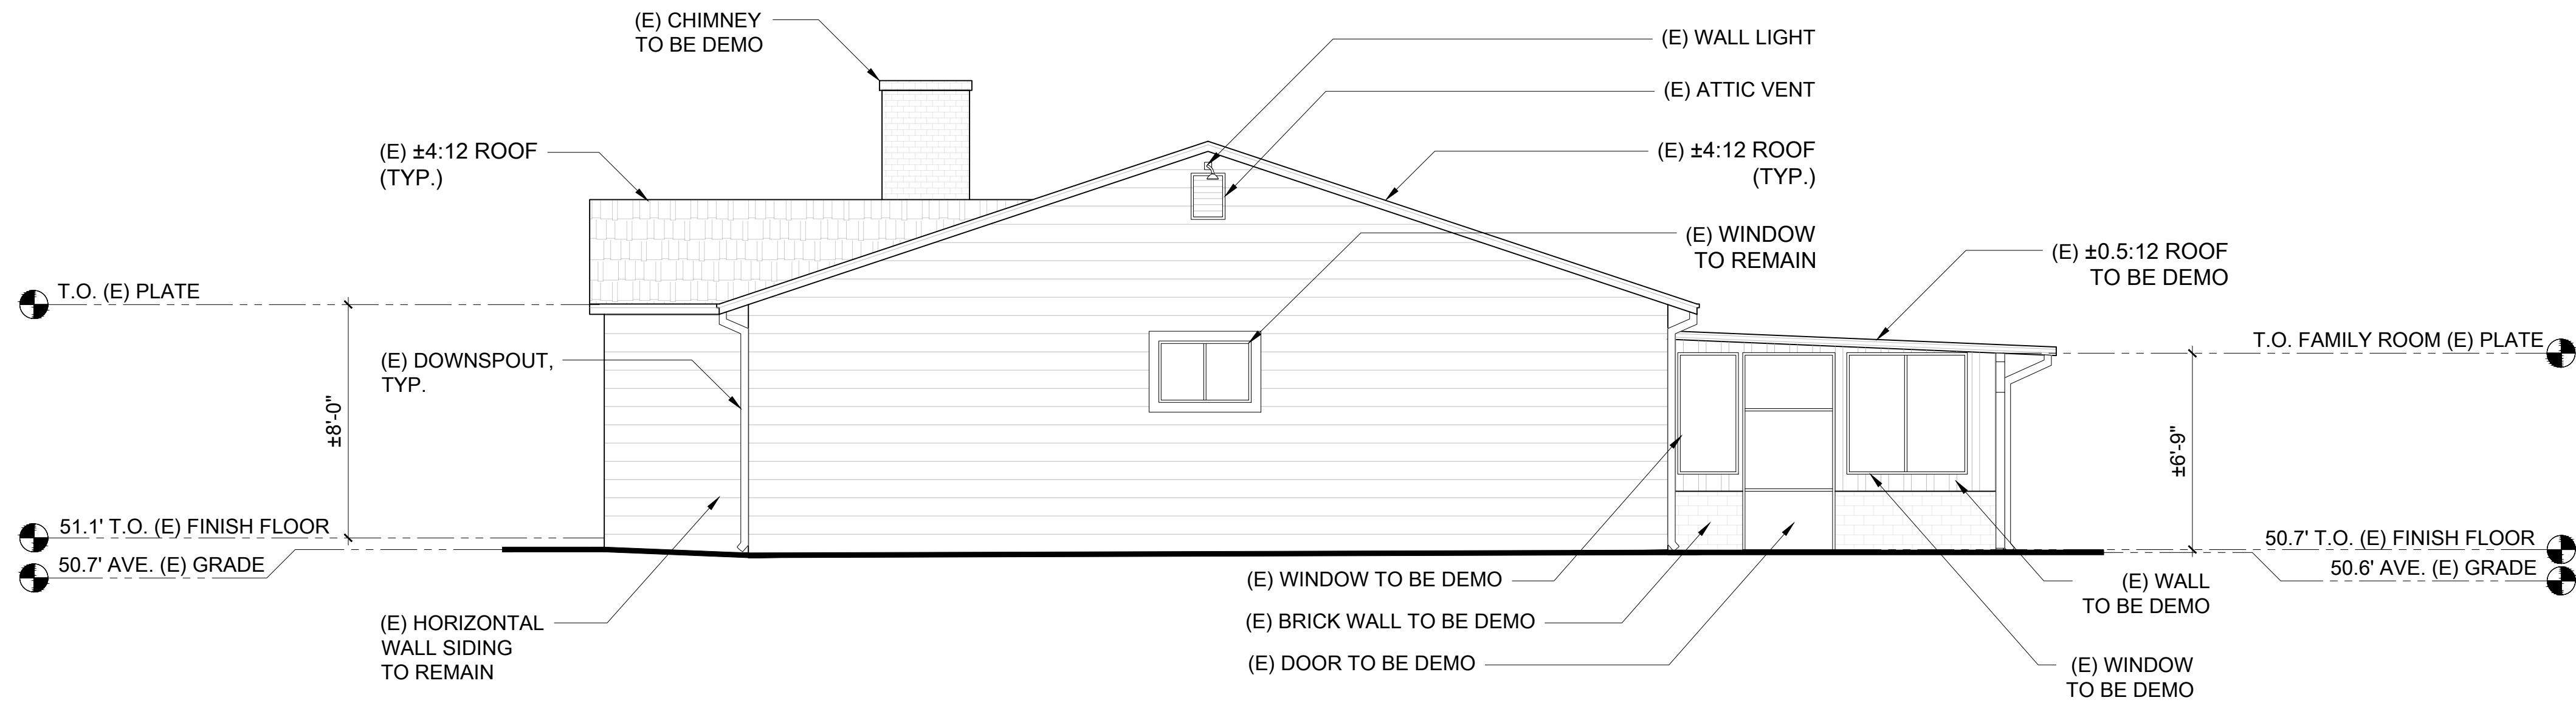 (E) CHIMNEY
TO BE DEMO
(E) WALL LIGHT
(E) ATTIC VENT
(E) ±4:12 ROOF
(TYP.)
(E) ±4:12 ROOF
(TYP.)
(E) WINDOW
TO REMAIN
(E) ±0.5:12 ROOF
TO BE DEMO
T.O. (E) PLATE
T.O. FAMILY ROOM (E) PLATE
(E) DOWNSPOUT,
TYP.
±8'-0"
±6'-9"
51.1' T.O. (E) FINISH FLOOR
50.7' AVE. (E) GRADE
50.7' T.O. (E) FINISH FLOOR
50.6' AVE. (E) GRADE
(E) HORIZONTAL
WALL SIDING
TO REMAIN
(E) WINDOW TO BE DEMO
(E) BRICK WALL TO BE DEMO
(E) DOOR TO BE DEMO
(E) WALL
TO BE DEMO
(E) WINDOW
TO BE DEMO